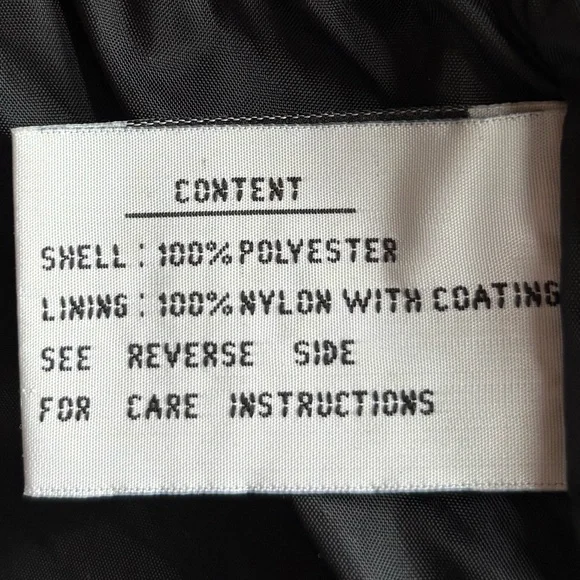 CONTENT
SHELL : 100% POLYESTER
LINING : 100% NYLON WITH COATING
SEE REVERSE SIDE
FOR CARE INSTRUCTIONS